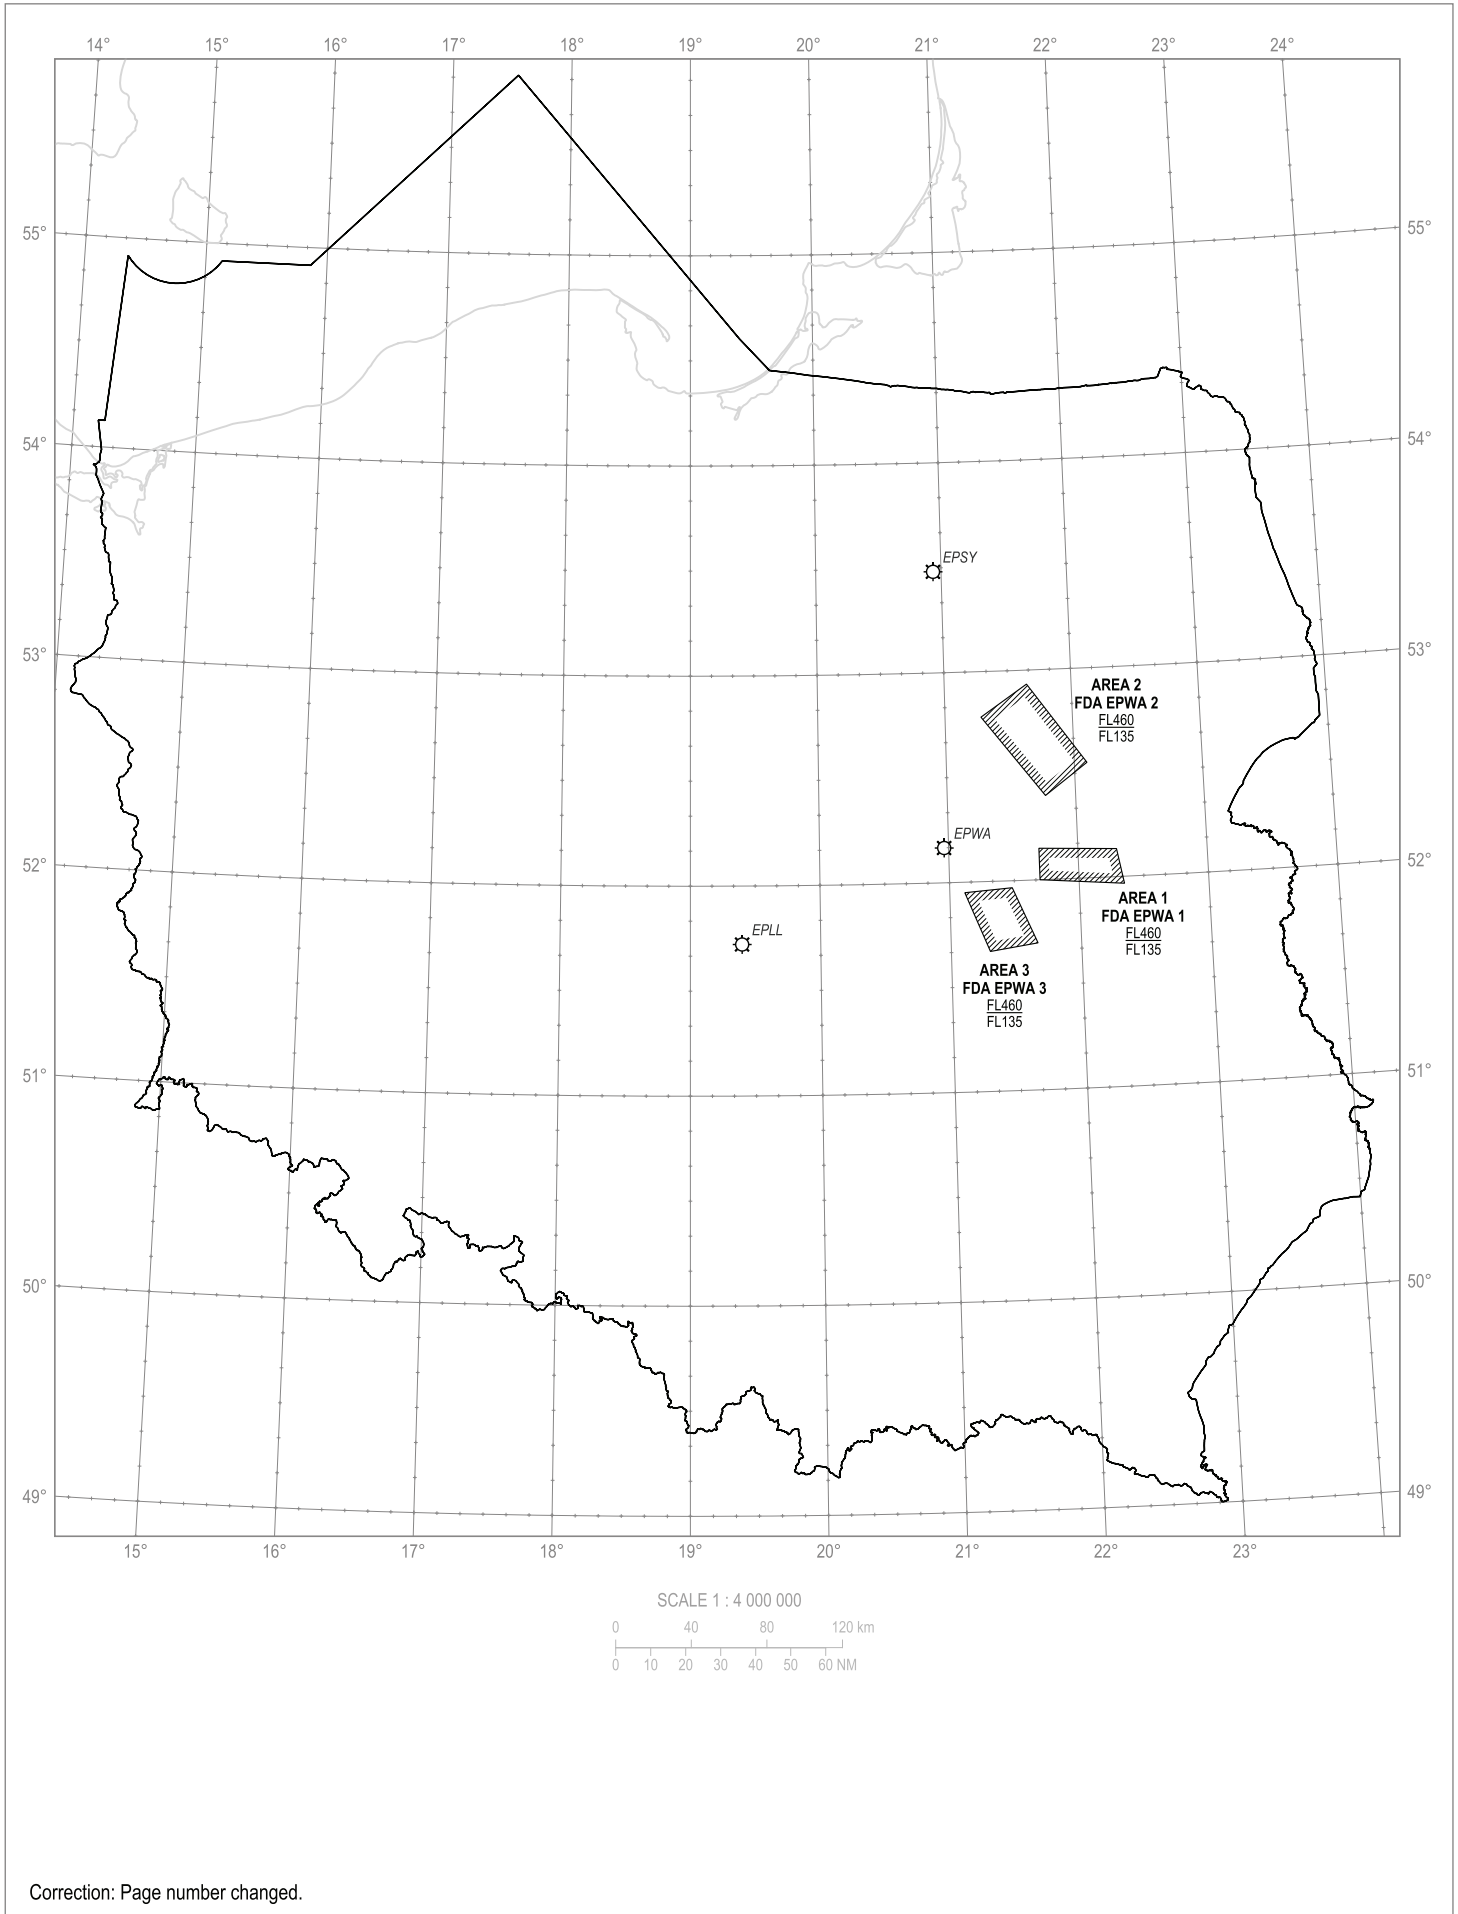 14° 15° 16° 17° 18° 19° 20° 21° 22° 23° 24°
55° 55°
54° 54°
EPSY
53° 53°
AREA 2
FDA EPWA 2
FL460
FL135
EPWA
52° 52°
AREA 1
FDA EPWA 1
FL460
FL135
EPLL
AREA 3
FDA EPWA 3
FL460
FL135
51° 51°
50° 50°
49° 49°
15° 16° 17° 18° 19° 20° 21° 22° 23°
SCALE 1 : 4 000 000
0 40 80 120 km
0 10 20 30 40 50 60 NM
Correction: Page number changed.